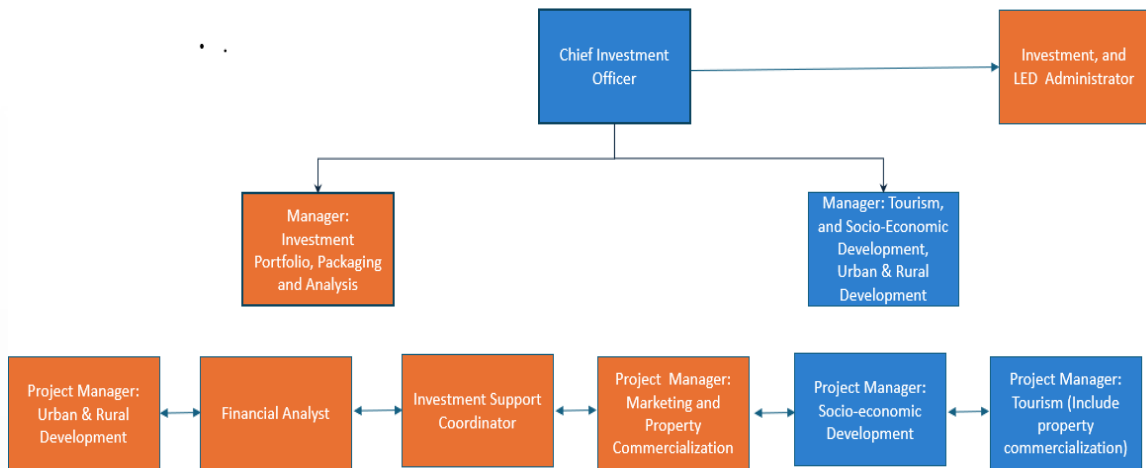 Chief Investment
Officer
Investment, and
LED Administrator
Manager:
Investment
Portfolio, Packaging
and Analysis
Manager: Tourism,
and Socio-Economic
Development,
Urban & Rural
Development
Project Manager:
Urban & Rural
Development
Financial Analyst
Investment Support
Coordinator
Project Manager:
Marketing and
Property
Commercialization
Project Manager:
Socio-economic
Development
Project Manager:
Tourism (Include
property
commercialization)